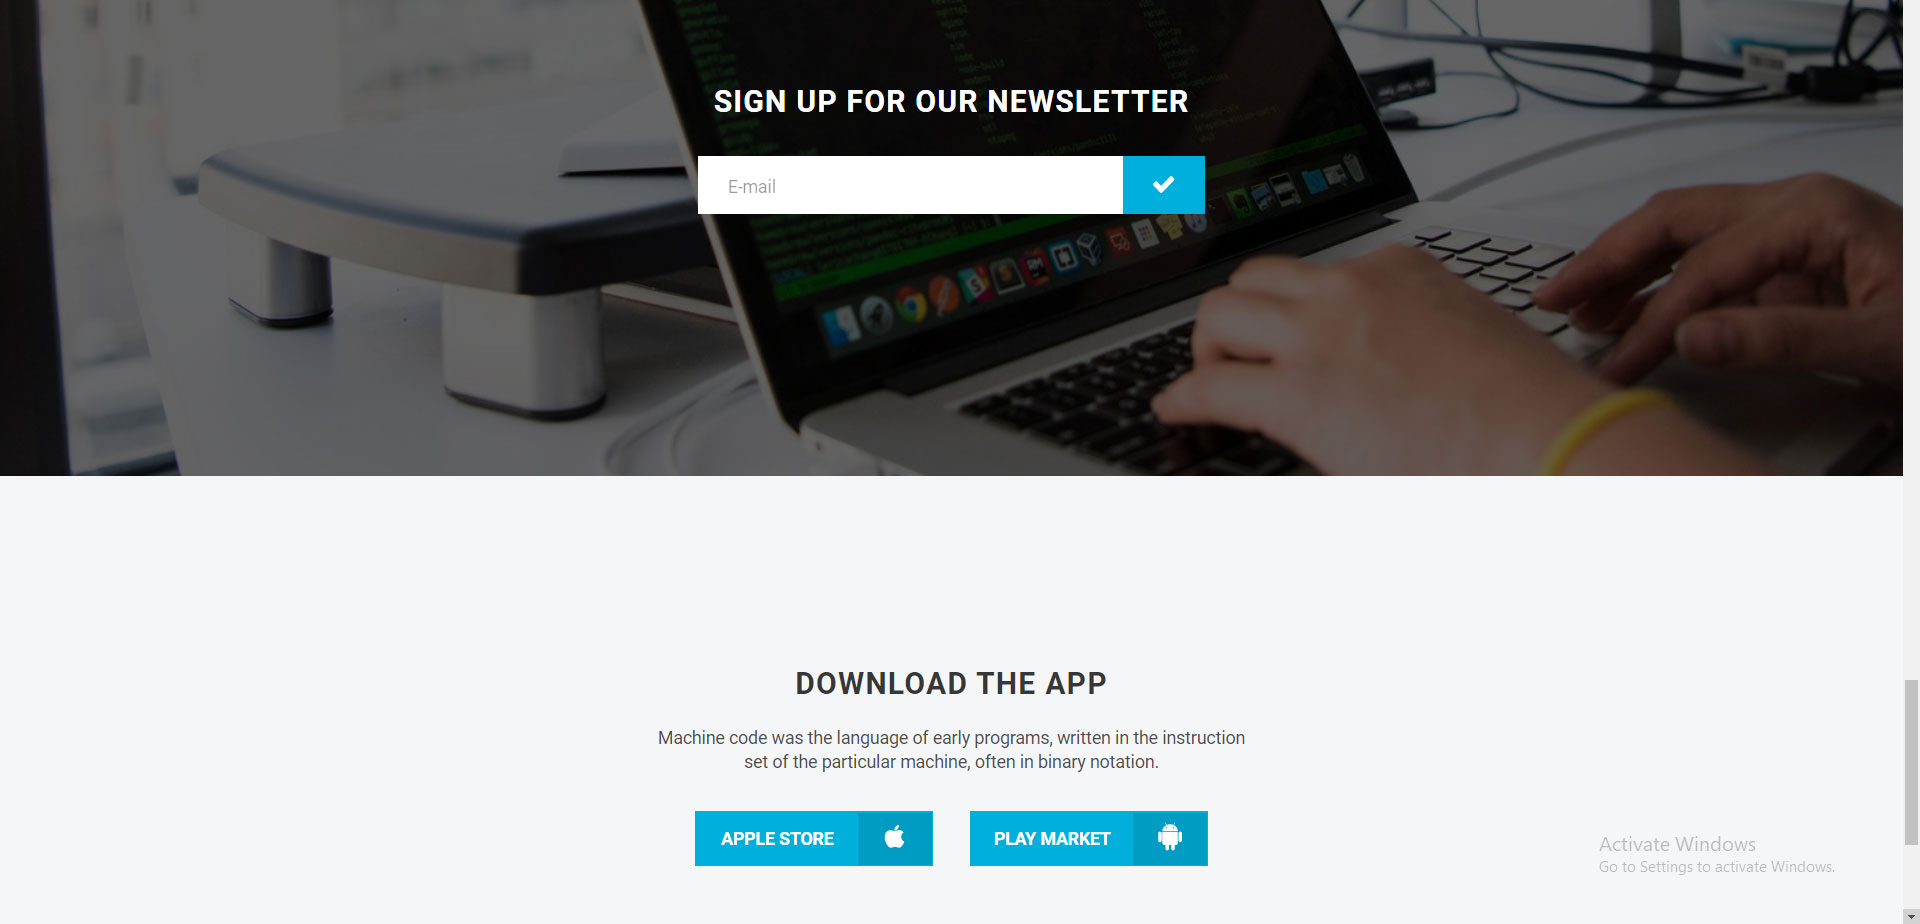 SIGN UP FOR OUR NEWSLETTER
E-mail
DOWNLOAD THE APP
Machine code was the language of early programs, written in the instruction
set of the particular machine, often in binary notation.
APPLE STORE
PLAY MARKET
Activate Windows
Go to Settings to activate Windows.